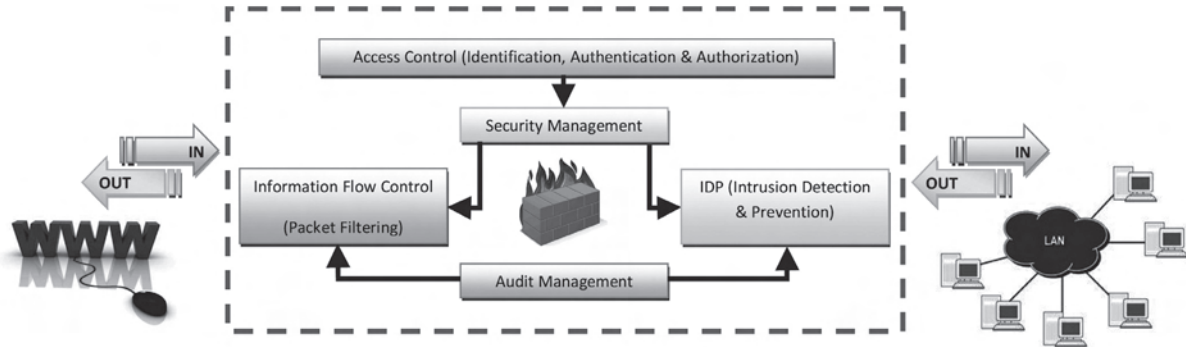 Access Control (Identification, Authentication & Authorization)
Security Management
IN
OUT
Information Flow Control
(Packet Filtering)
IDP (Intrusion Detection
& Prevention)
IN
OUT
WWW
LAN
Audit Management